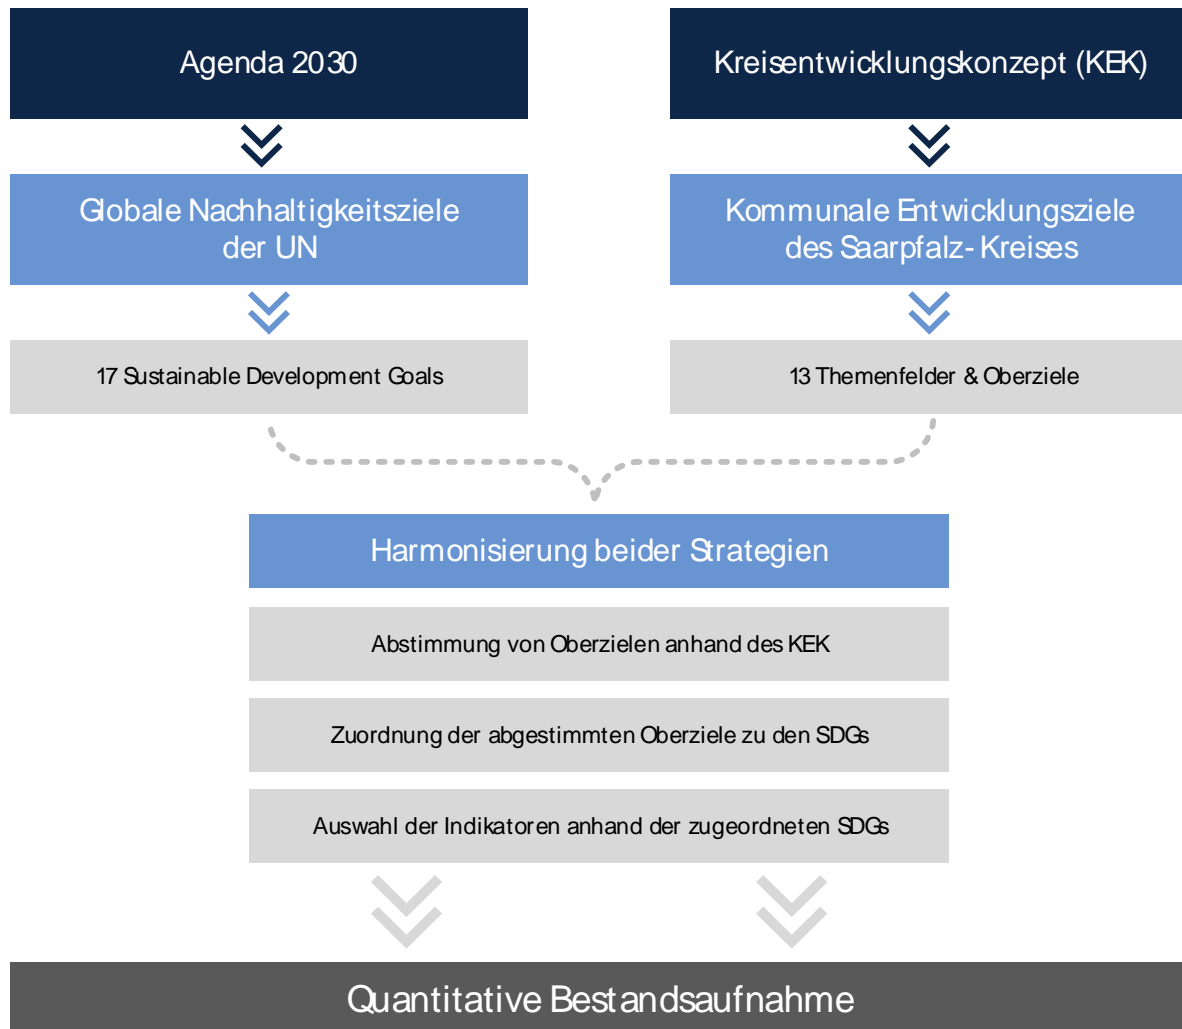 Agenda 2030
Globale Nachhaltigkeitsziele
der UN
17 Sustainable Development Goals
Kreisentwicklungskonzept (KEK)
Kommunale Entwicklungsziele
des Saarpfalz-Kreises
13 Themenfelder & Oberziele
Harmonisierung beider Strategien
Abstimmung von Oberzielen anhand des KEK
Zuordnung der abgestimmten Oberziele zu den SDGs
Auswahl der Indikatoren anhand der zugeordneten SDGs
Quantitative Bestandsaufnahme